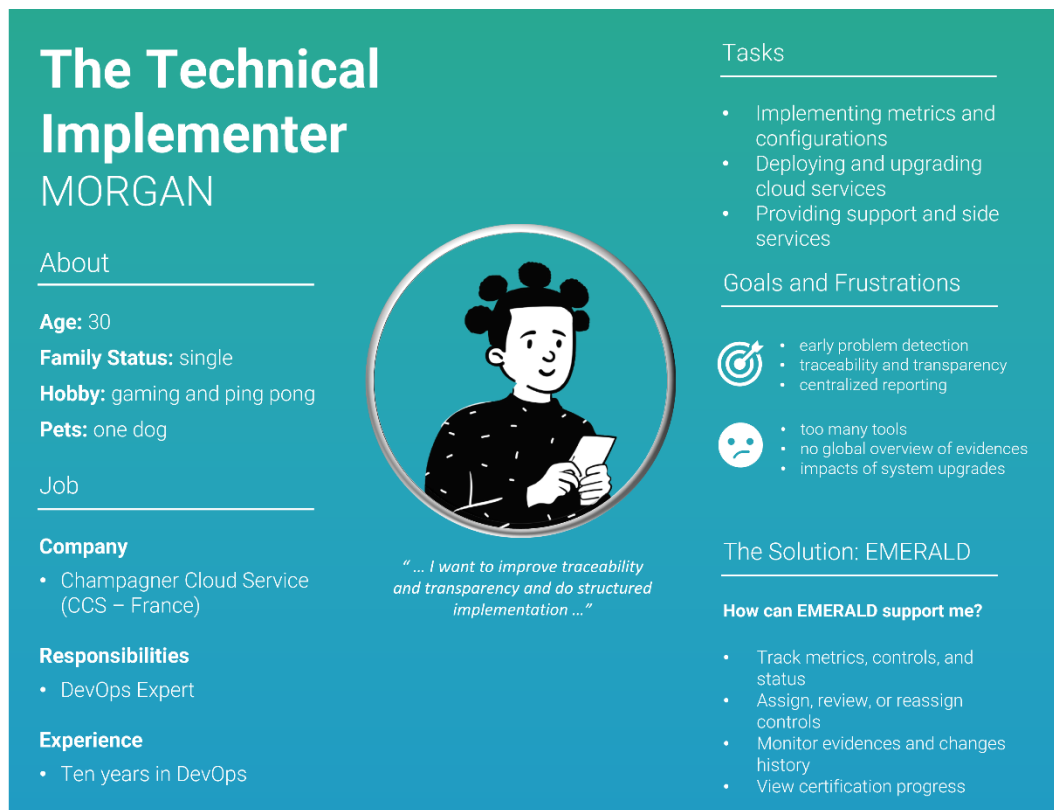 The Technical
Implementer
MORGAN
About
Age: 30
Family Status: single
Hobby: gaming and ping pong
Pets: one dog
Job
Company
• Champagner Cloud Service
(CCS – France)
Responsibilities
• DevOps Expert
Experience
• Ten years in DevOps
“ … I want to improve traceability
and transparency and do structured
implementation …”
Tasks
• Implementing metrics and
configurations
• Deploying and upgrading
cloud services
• Providing support and side
services
Goals and Frustrations
• early problem detection
• traceability and transparency
• centralized reporting
• too many tools
• no global overview of evidences
• impacts of system upgrades
The Solution: EMERALD
How can EMERALD support me?
• Track metrics, controls, and
status
• Assign, review, or reassign
controls
• Monitor evidences and changes
history
• View certification progress